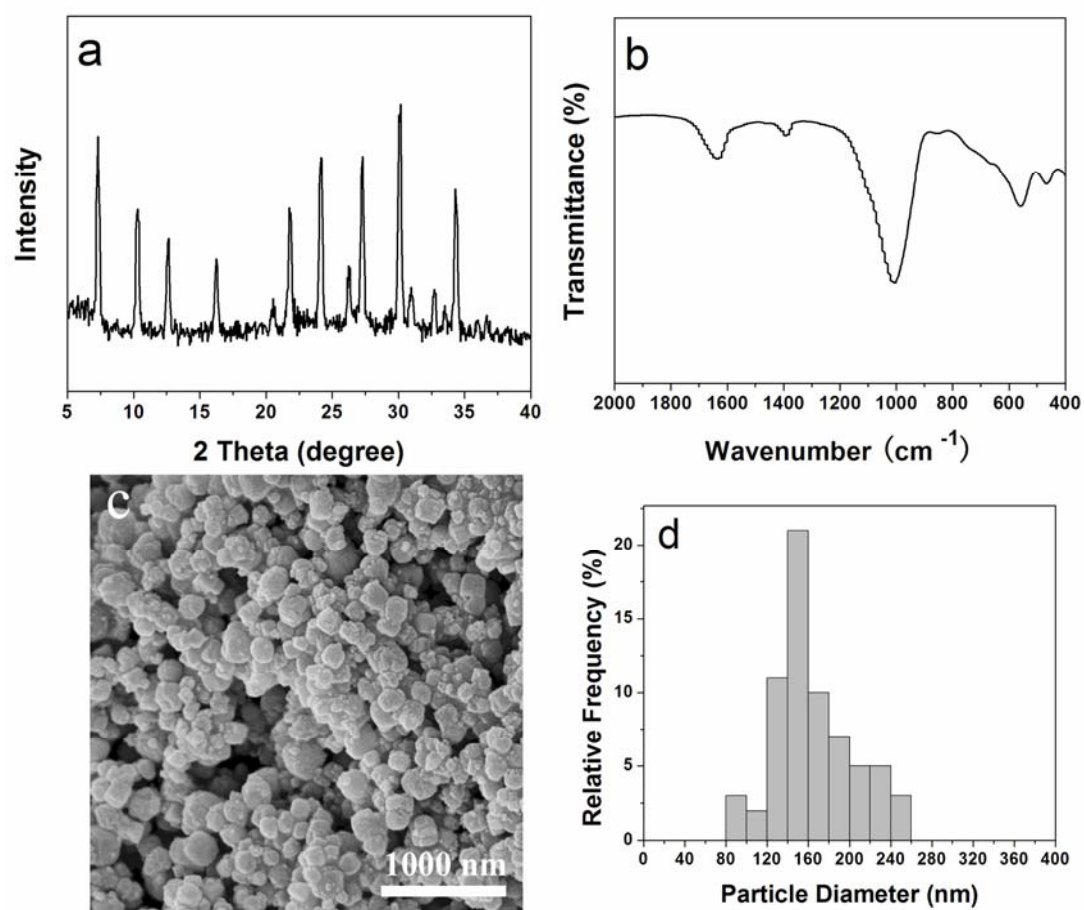 a
Intensity
5 10 15 20 25 30 35 40
2 Theta (degree)
b
Transmittance (%)
2000 1800 1600 1400 1200 1000 800 600 400
Wavenumber (cm -1)
c
1000 nm
d
Relative Frequency (%)
20
15
10
5
0
0 40 80 120 160 200 240 280 320 360 400
Particle Diameter (nm)